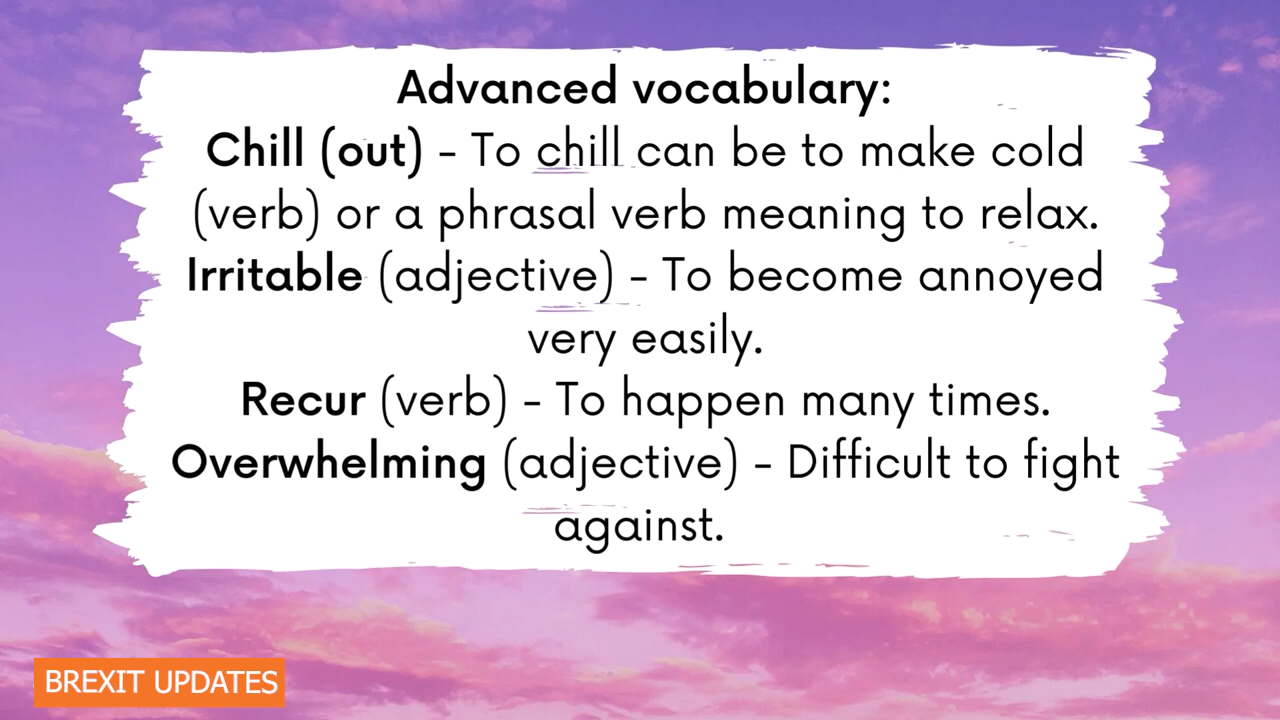 Advanced vocabulary:
Chill (out) - To chill can be to make cold
(verb) or a phrasal verb meaning to relax.
Irritable (adjective) - To become annoyed
very easily.
Recur (verb) - To happen many times.
Overwhelming (adjective) - Difficult to fight
against.
BREXIT UPDATES